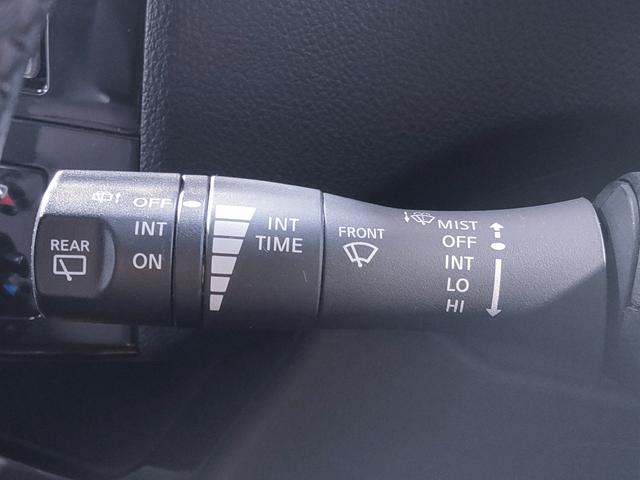 REAR
OFF
INT
ON
INT
TIME
FRONT
MIST
OFF
INT
LO
HI